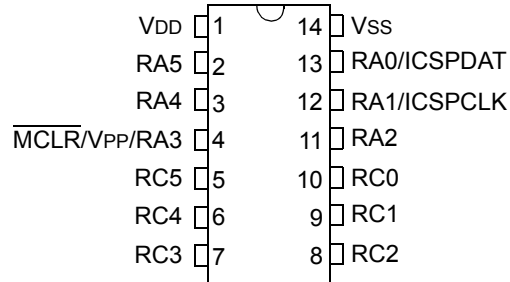 VDD 1 14 VSS
RA5 2 13 RA0/ICSPDAT
RA4 3 12 RA1/ICSPCLK
MCLR/VPP/RA3 4 11 RA2
RC5 5 10 RC0
RC4 6 9 RC1
RC3 7 8 RC2